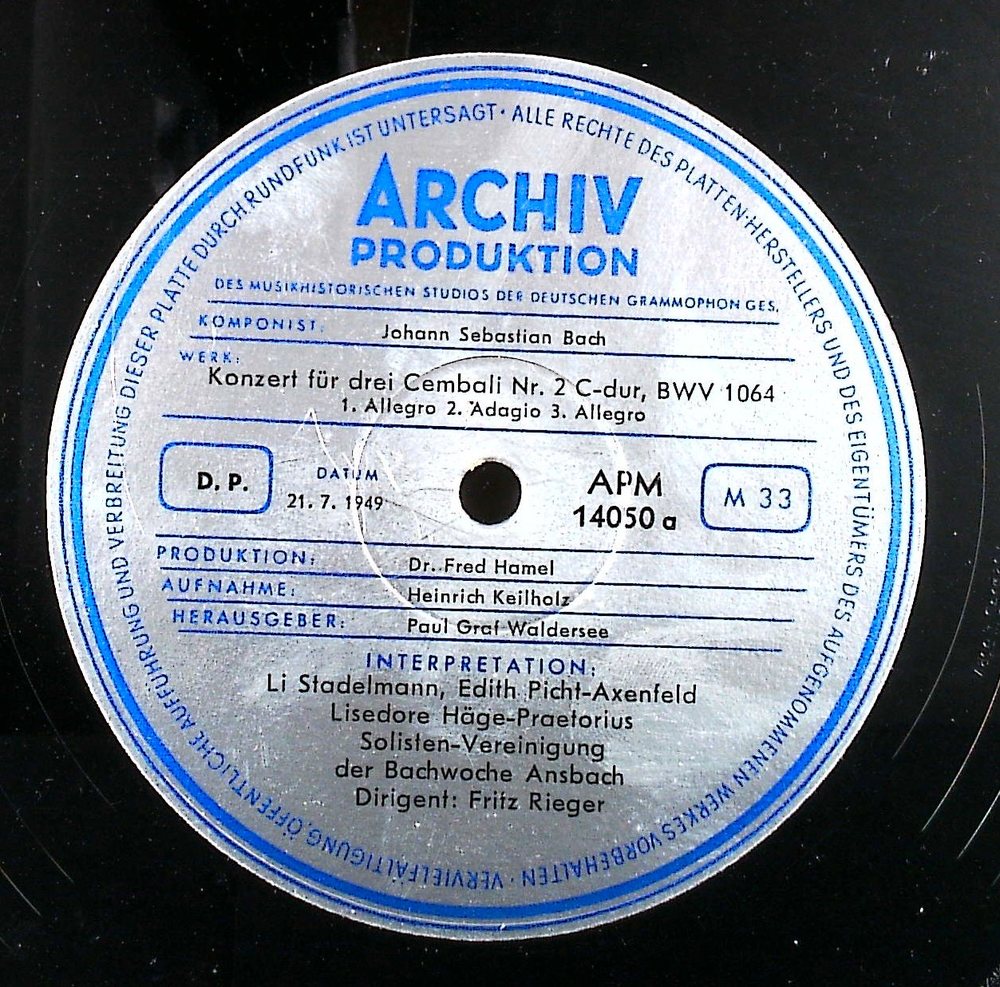 ALLE RECHTE DES PLATTEN-HERSTELLERS UND DES EIGENTÜMERS DES AUFGENOMMENEN WERKES VORBEHALTEN · VERVIELFÄLTIGUNG, ÖFFENTLICHE AUFFÜHRUNG UND VERBREITUNG DIESER PLATTE DURCH RUNDFUNK IST UNTERSAGT ·
ARCHIV
PRODUKTION
DES MUSIKHISTORISCHEN STUDIOS DER DEUTSCHEN GRAMMOPHON GES.
KOMPONIST: Johann Sebastian Bach
WERK:
Konzert für drei Cembali Nr. 2 C-dur, BWV 1064
1. Allegro 2. Adagio 3. Allegro
D. P. DATUM APM M 33
21. 7. 1949 14050 a
PRODUKTION: Dr. Fred Hamel
AUFNAHME: Heinrich Keilholz
HERAUSGEBER: Paul Graf Waldersee
INTERPRETATION:
Li Stadelmann, Edith Picht-Axenfeld
Lisedore Häge-Praetorius
Solisten-Vereinigung
der Bachwoche Ansbach
Dirigent: Fritz Rieger